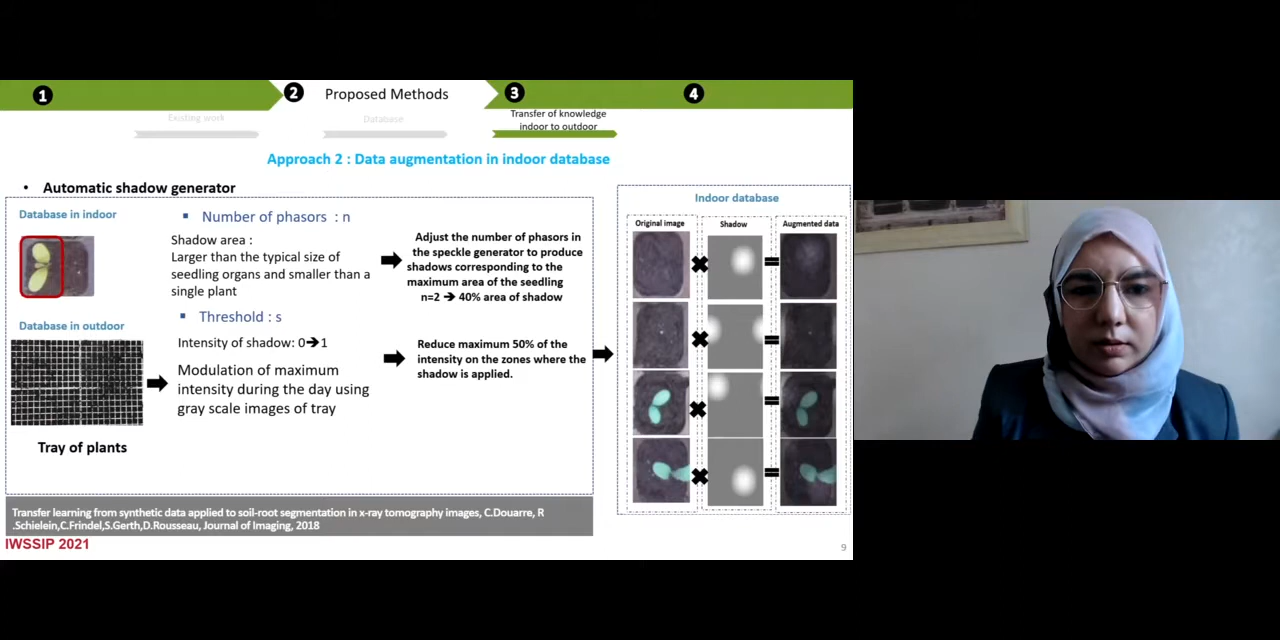 1
2
Proposed Methods
3
4
Existing work
Database
Transfer of knowledge
indoor to outdoor
Approach 2 : Data augmentation in indoor database
• Automatic shadow generator
Database in indoor
▪ Number of phasors : n
Shadow area :
Larger than the typical size of
seedling organs and smaller than a
single plant
Adjust the number of phasors in
the speckle generator to produce
shadows corresponding to the
maximum area of the seedling
n=2 ➔ 40% area of shadow
Database in outdoor
▪ Threshold : s
Intensity of shadow: 0➔1
Modulation of maximum
intensity during the day using
gray scale images of tray
Reduce maximum 50% of the
intensity on the zones where the
shadow is applied.
Tray of plants
Indoor database
Original image
Shadow
Augmented data
Transfer learning from synthetic data applied to soil-root segmentation in x-ray tomography images, C.Douarre, R
.Schielein,C.Frindel,S.Gerth,D.Rousseau, Journal of Imaging, 2018
IWSSIP 2021
9